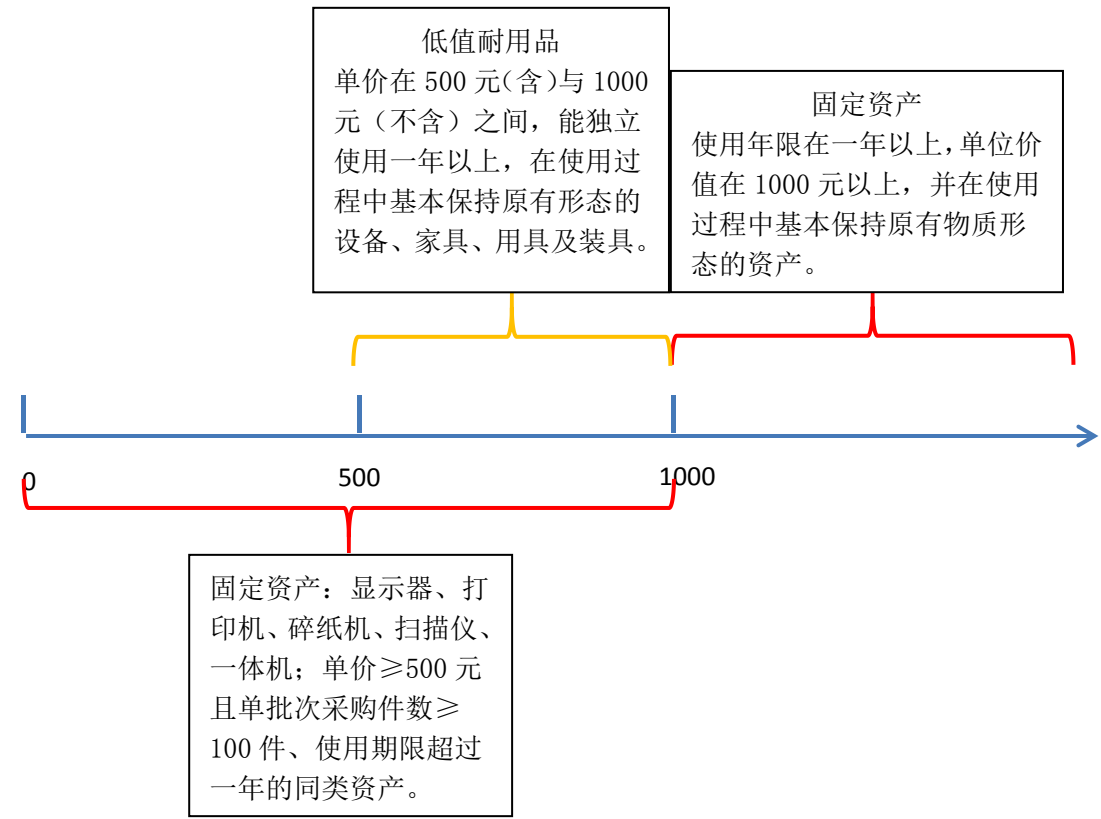 低值耐用品
单价在 500 元（含）与 1000
元（不含）之间，能独立
使用一年以上，在使用过
程中基本保持原有形态的
设备、家具、用具及装具。
固定资产
使用年限在一年以上，单位价
值在 1000 元以上，并在使用
过程中基本保持原有物质形
态的资产。
0
500
1000
固定资产：显示器、打
印机、碎纸机、扫描仪、
一体机；单价≥500 元
且单批次采购件数≥
100 件、使用期限超过
一年的同类资产。